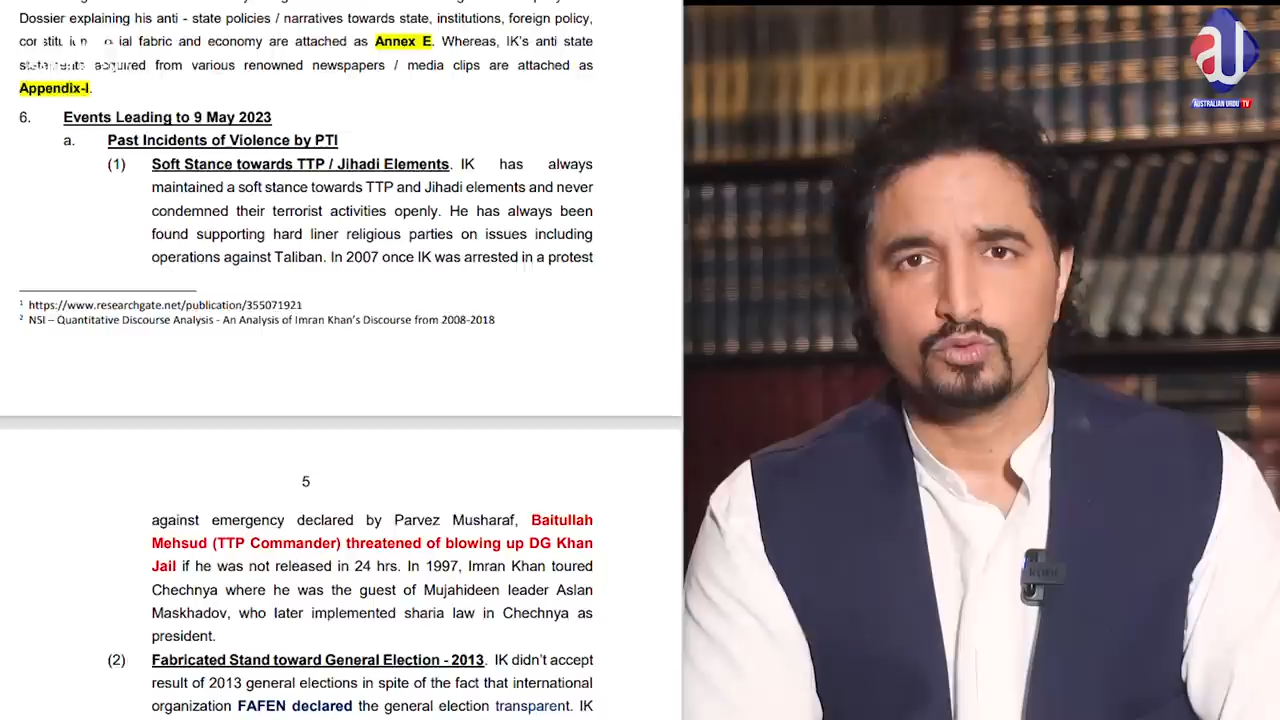 Dossier explaining his anti - state policies / narratives towards state, institutions, foreign policy,
fabric and economy are attached as Annex E. Whereas, IK's anti state
from various renowned newspapers / media clips are attached as
Appendix-I.
6. Events Leading to 9 May 2023
a. Past Incidents of Violence by PTI
(1) Soft Stance towards TTP / Jihadi Elements. IK has always
maintained a soft stance towards TTP and Jihadi elements and never
condemned their terrorist activities openly. He has always been
found supporting hard liner religious parties on issues including
operations against Taliban. In 2007 once IK was arrested in a protest
1 https://www.researchgate.net/publication/355071921
2 NSI – Quantitative Discourse Analysis - An Analysis of Imran Khan's Discourse from 2008-2018
5
against emergency declared by Parvez Musharaf, Baitullah
Mehsud (TTP Commander) threatened of blowing up DG Khan
Jail if he was not released in 24 hrs. In 1997, Imran Khan toured
Chechnya where he was the guest of Mujahideen leader Aslan
Maskhadov, who later implemented sharia law in Chechnya as
president.
(2) Fabricated Stand toward General Election - 2013. IK didn't accept
result of 2013 general elections in spite of the fact that international
organization FAFEN declared the general election transparent. IK
AUSTRALIAN URDU TV